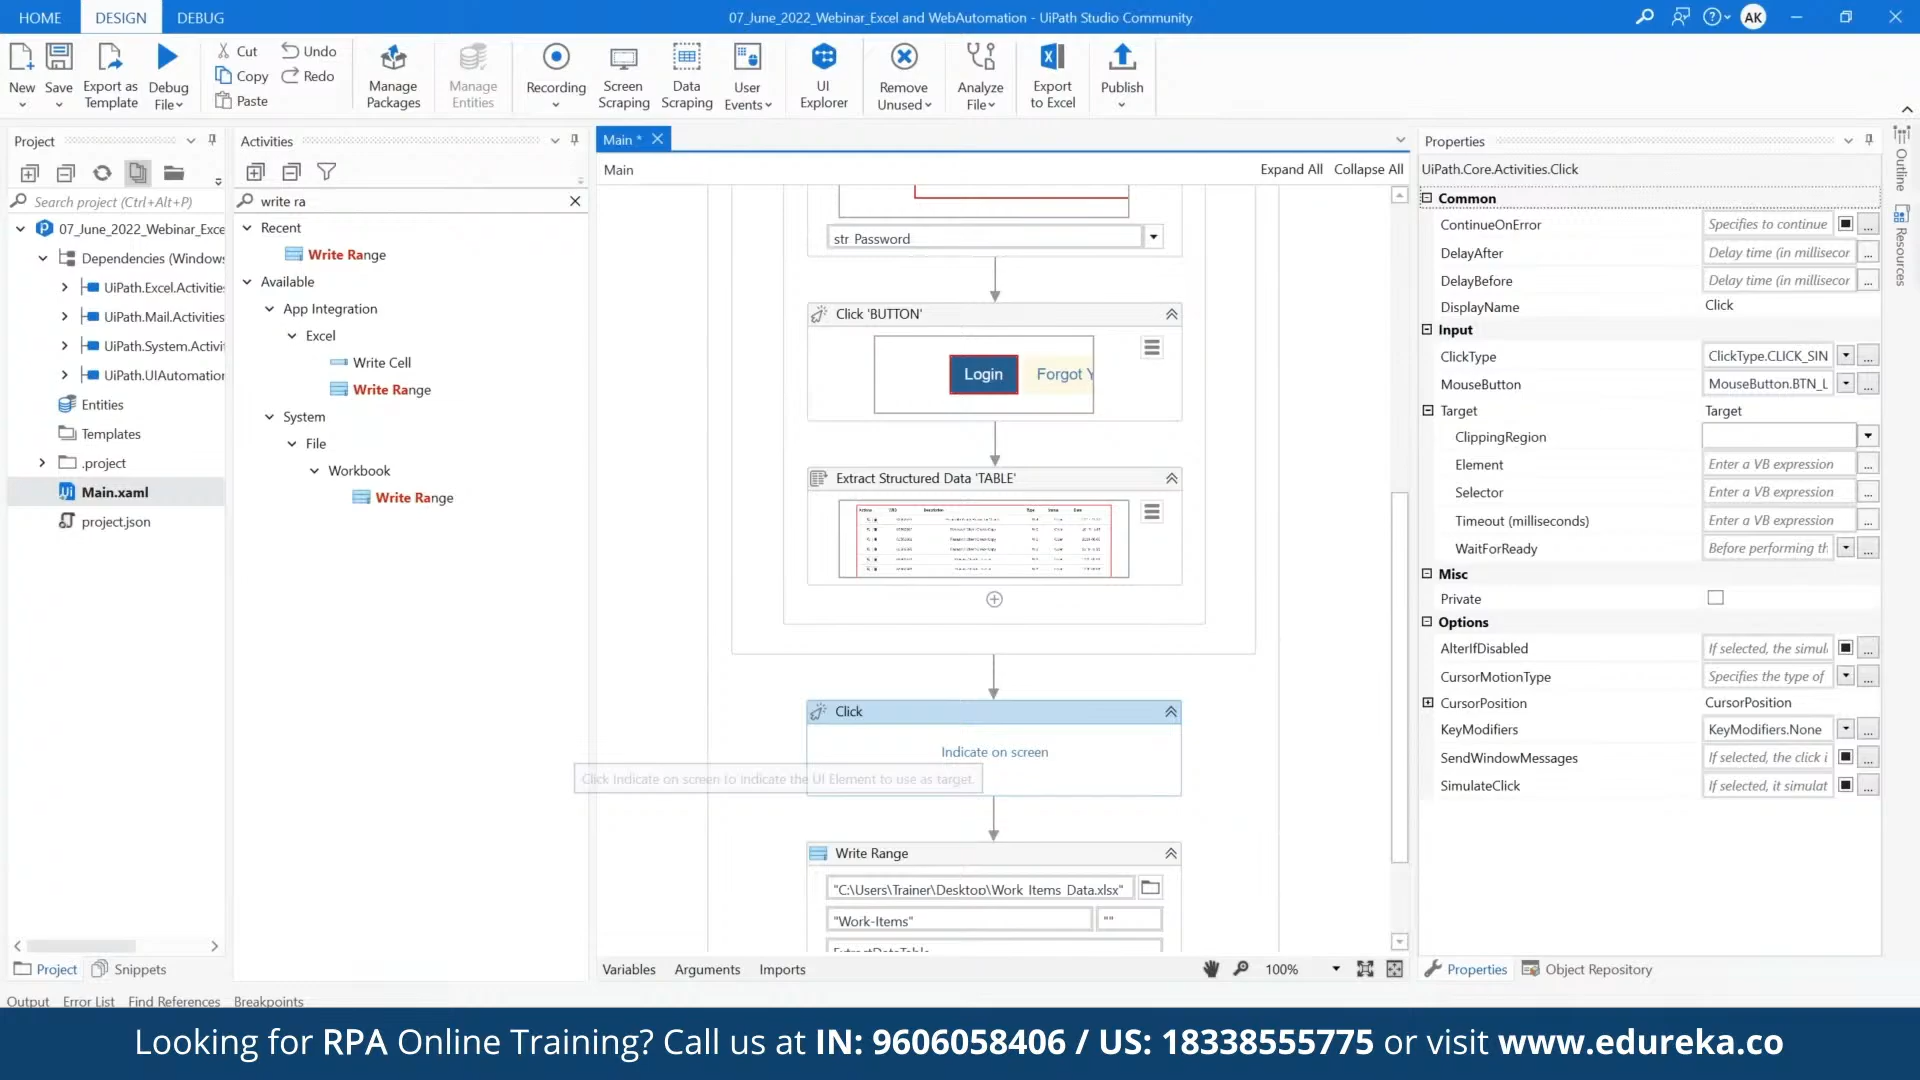 HOME DESIGN DEBUG
07_June_2022_Webinar_Excel and WebAutomation - UiPath Studio Community
AK
New
Save
Export as Template
Debug File
Cut
Copy
Paste
Undo
Redo
Manage Packages
Manage Entities
Recording
Screen Scraping
Data Scraping
User Events
UI Explorer
Remove Unused
Analyze File
Export to Excel
Publish
Project
Search project (Ctrl+Alt+P)
07_June_2022_Webinar_Exce
Dependencies (Windows
UiPath.Excel.Activitie
UiPath.Mail.Activities
UiPath.System.Activi
UiPath.UIAutomation
Entities
Templates
.project
Main.xaml
project.json
Project Snippets
Activities
write ra
Recent
Write Range
Available
App Integration
Excel
Write Cell
Write Range
System
File
Workbook
Write Range
Main *
Main
Expand All Collapse All
str Password
Click 'BUTTON'
Login Forgot Y
Extract Structured Data 'TABLE'
Click
Indicate on screen
Click Indicate on screen to indicate the UI Element to use as target.
Write Range
"C:\Users\Trainer\Desktop\Work Items Data.xlsx"
"Work-Items" ""
ExtractDataTable
Variables Arguments Imports
100%
Properties
UiPath.Core.Activities.Click
Common
ContinueOnError Specifies to continue ...
DelayAfter Delay time (in millisecor ...
DelayBefore Delay time (in millisecor ...
DisplayName Click
Input
ClickType ClickType.CLICK_SIN ...
MouseButton MouseButton.BTN_L ...
Target Target
ClippingRegion
Element Enter a VB expression ...
Selector Enter a VB expression ...
Timeout (milliseconds) Enter a VB expression ...
WaitForReady Before performing th ...
Misc
Private
Options
AlterIfDisabled If selected, the simul ...
CursorMotionType Specifies the type of ...
CursorPosition CursorPosition
KeyModifiers KeyModifiers.None ...
SendWindowMessages If selected, the click i ...
SimulateClick If selected, it simulat ...
Properties Object Repository
Outline
Resources
Output Error List Find References Breakpoints
Looking for RPA Online Training? Call us at IN: 9606058406 / US: 18338555775 or visit www.edureka.co